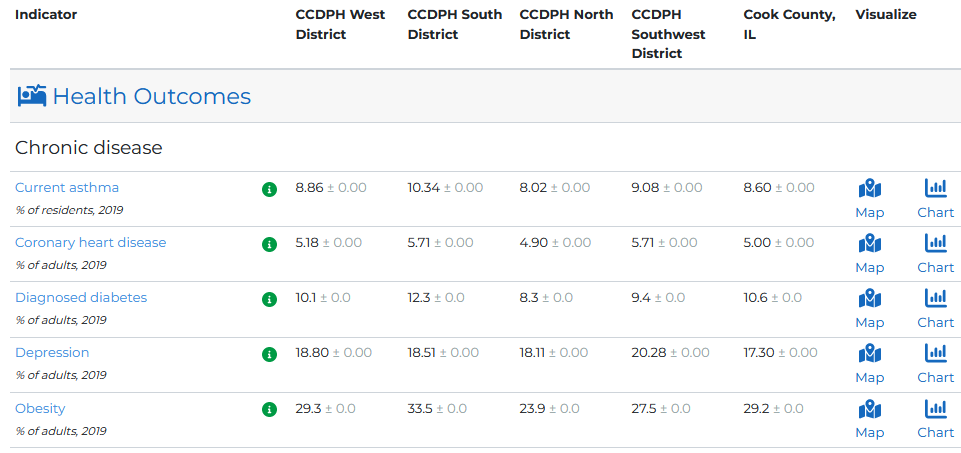 Indicator CCDPH West District CCDPH South District CCDPH North District CCDPH Southwest District Cook County, IL Visualize
Health Outcomes
Chronic disease
Current asthma 8.86 ± 0.00 10.34 ± 0.00 8.02 ± 0.00 9.08 ± 0.00 8.60 ± 0.00
% of residents, 2019 Map Chart
Coronary heart disease 5.18 ± 0.00 5.71 ± 0.00 4.90 ± 0.00 5.71 ± 0.00 5.00 ± 0.00
% of adults, 2019 Map Chart
Diagnosed diabetes 10.1 ± 0.0 12.3 ± 0.0 8.3 ± 0.0 9.4 ± 0.0 10.6 ± 0.0
% of adults, 2019 Map Chart
Depression 18.80 ± 0.00 18.51 ± 0.00 18.11 ± 0.00 20.28 ± 0.00 17.30 ± 0.00
% of adults, 2019 Map Chart
Obesity 29.3 ± 0.0 33.5 ± 0.0 23.9 ± 0.0 27.5 ± 0.0 29.2 ± 0.0
% of adults, 2019 Map Chart